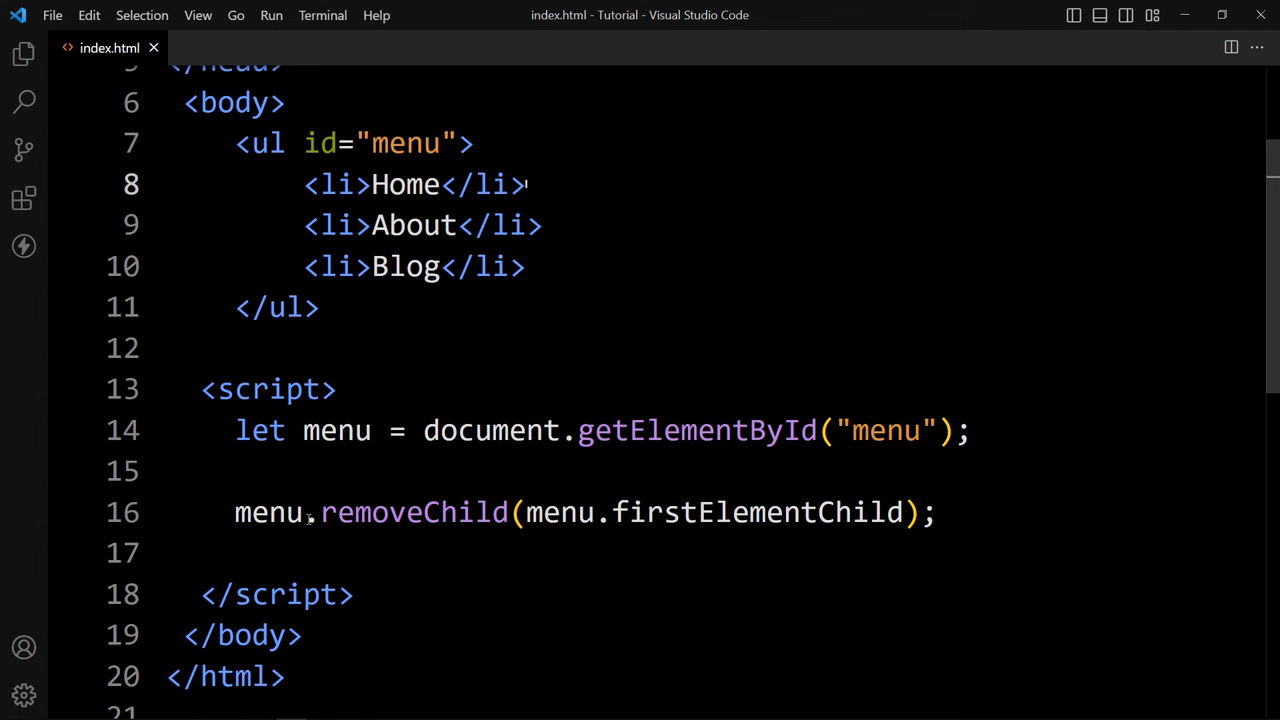 File Edit Selection View Go Run Terminal Help index.html - Tutorial - Visual Studio Code
<> index.html
</head>
6 <body>
7 <ul id="menu">
8 <li>Home</li>
9 <li>About</li>
10 <li>Blog</li>
11 </ul>
12
13 <script>
14 let menu = document.getElementById("menu");
15
16 menu.removeChild(menu.firstElementChild);
17
18 </script>
19 </body>
20 </html>
21